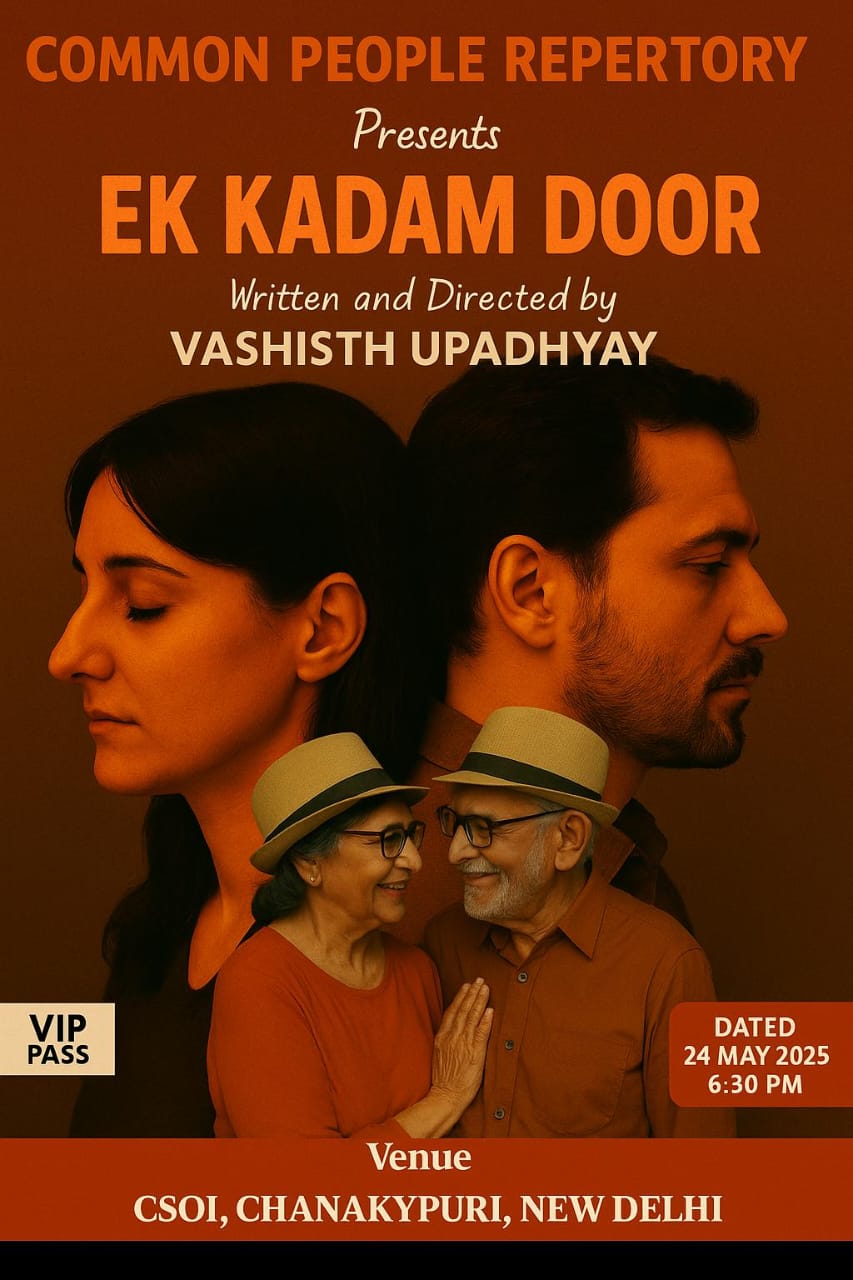 COMMON PEOPLE REPERTORY
Presents
EK KADAM DOOR
Written and Directed by
VASHISTH UPADHYAY
VIP
PASS
DATED
24 MAY 2025
6:30 PM
Venue
CSOI, CHANAKYPURI, NEW DELHI